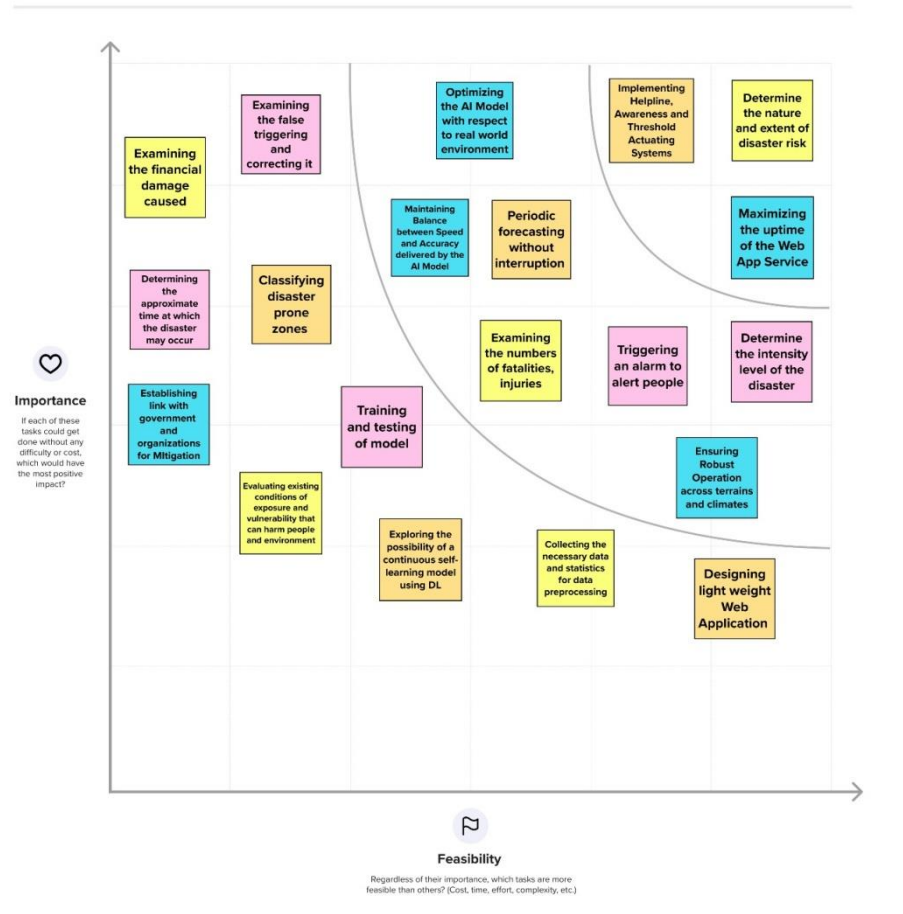 Optimizing
the AI Model
with respect
to real world
environment
Implementing
Helpline,
Awareness and
Threshold
Actuating
Systems
Determine
the nature
and extent of
disaster risk
Examining
the false
triggering
and
correcting it
Examining
the financial
damage
caused
Maintaining
Balance
between Speed
and Accuracy
delivered by the
AI Model
Periodic
forecasting
without
interruption
Maximizing
the uptime
of the Web
App Service
Determining
the
approximate
time at which
the disaster
may occur
Classifying
disaster
prone
zones
Examining
the numbers
of fatalities,
injuries
Triggering
an alarm to
alert people
Determine
the intensity
level of the
disaster
Establishing
link with
government
and
organizations
for MItigation
Training
and testing
of model
Ensuring
Robust
Operation
across terrains
and climates
Evaluating existing
conditions of
exposure and
vulnerability that
can harm people
and environment
Exploring the
possibility of a
continuous self-
learning model
using DL
Collecting the
necessary data
and statistics
for data
preprocessing
Designing
light weight
Web
Application
Importance
If each of these
tasks could get
done without any
difficulty or cost,
which would have
the most positive
impact?
Feasibility
Regardless of their importance, which tasks are more
feasible than others? (Cost, time, effort, complexity, etc.)